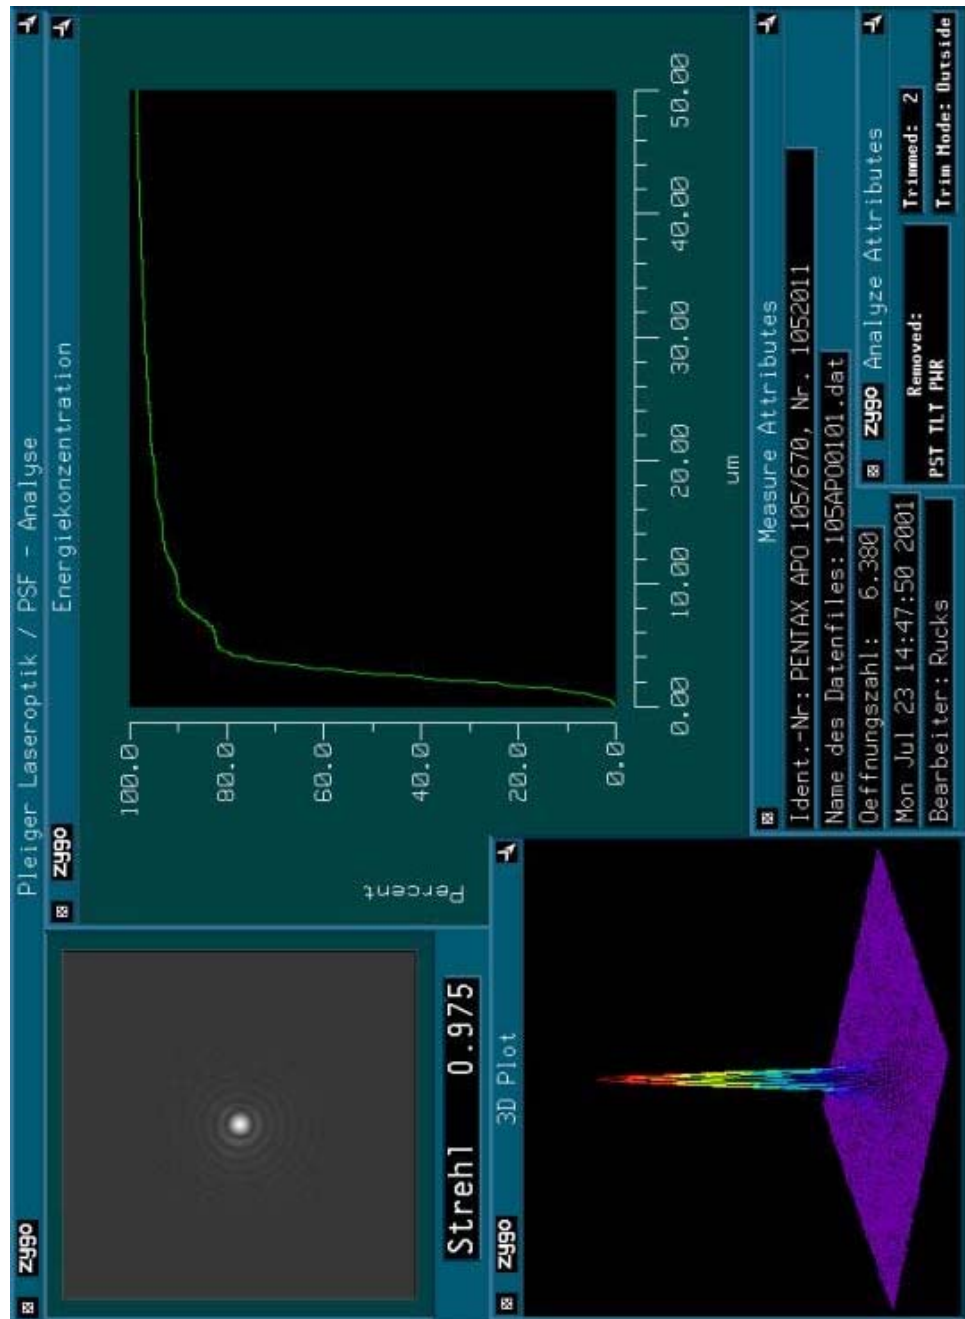 zygo Pleiger Laseroptik / PSF - Analyse
Strehl 0.975
zygo Energiekonzentration
Percent
100.0
80.0
60.0
40.0
20.0
0.0
0.00 10.00 20.00 30.00 40.00 50.00
um
zygo 3D Plot
Measure Attributes
Ident.-Nr: PENTAX APO 105/670, Nr. 1052011
Name des Datenfiles: 105APO0101.dat
Oeffnungszahl: 6.380
Mon Jul 23 14:47:50 2001
Bearbeiter: Rucks
zygo Analyze Attributes
Removed:
PST TLT PWR
Trimmed: 2
Trim Mode: Outside